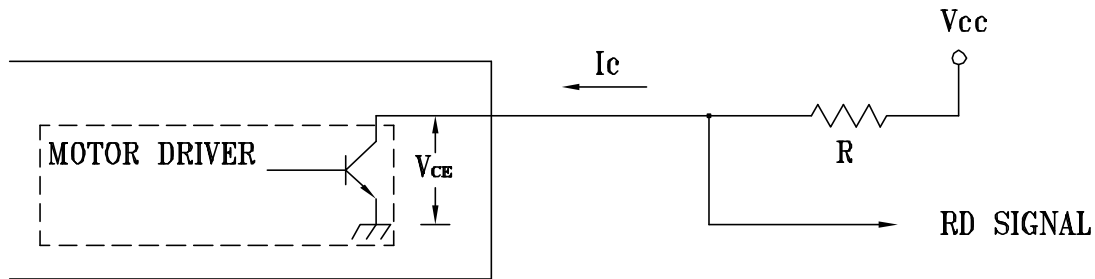 Vcc
Ic
MOTOR DRIVER
VCE
R
RD SIGNAL